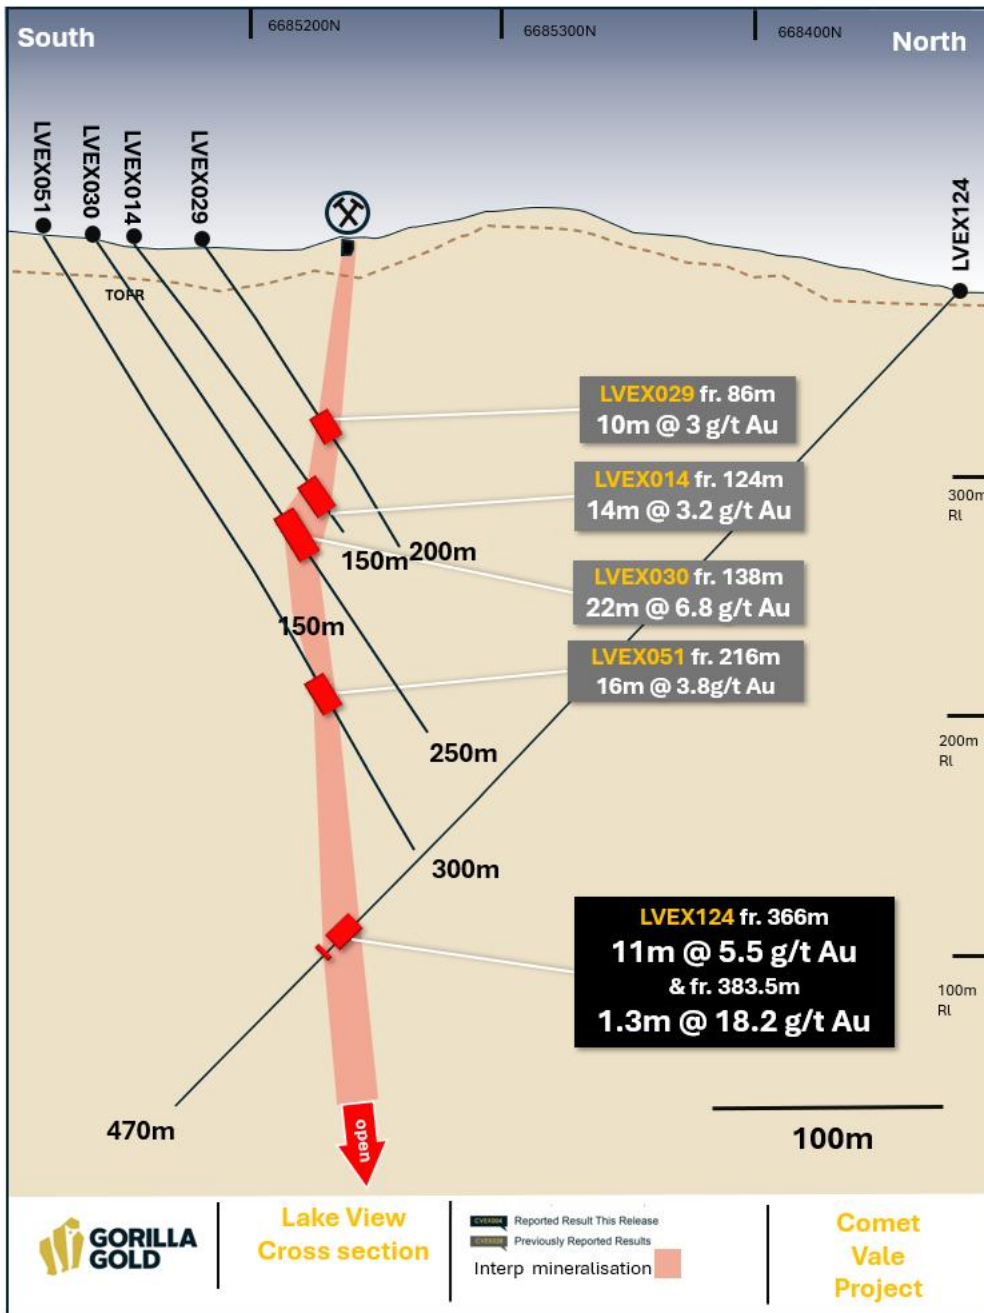 South
6685200N
6685300N
668400N
North
LVEX051
LVEX030
LVEX014
LVEX029
LVEX124
TOFR
LVEX029 fr. 86m
10m @ 3 g/t Au
LVEX014 fr. 124m
14m @ 3.2 g/t Au
300m
Rl
150m
200m
LVEX030 fr. 138m
22m @ 6.8 g/t Au
150m
LVEX051 fr. 216m
16m @ 3.8g/t Au
250m
200m
Rl
300m
LVEX124 fr. 366m
11m @ 5.5 g/t Au
& fr. 383.5m
1.3m @ 18.2 g/t Au
100m
Rl
470m
open
100m
GORILLA
GOLD
Lake View
Cross section
CVEX004 Reported Result This Release
Previously Reported Results
Interp mineralisation
Comet
Vale
Project